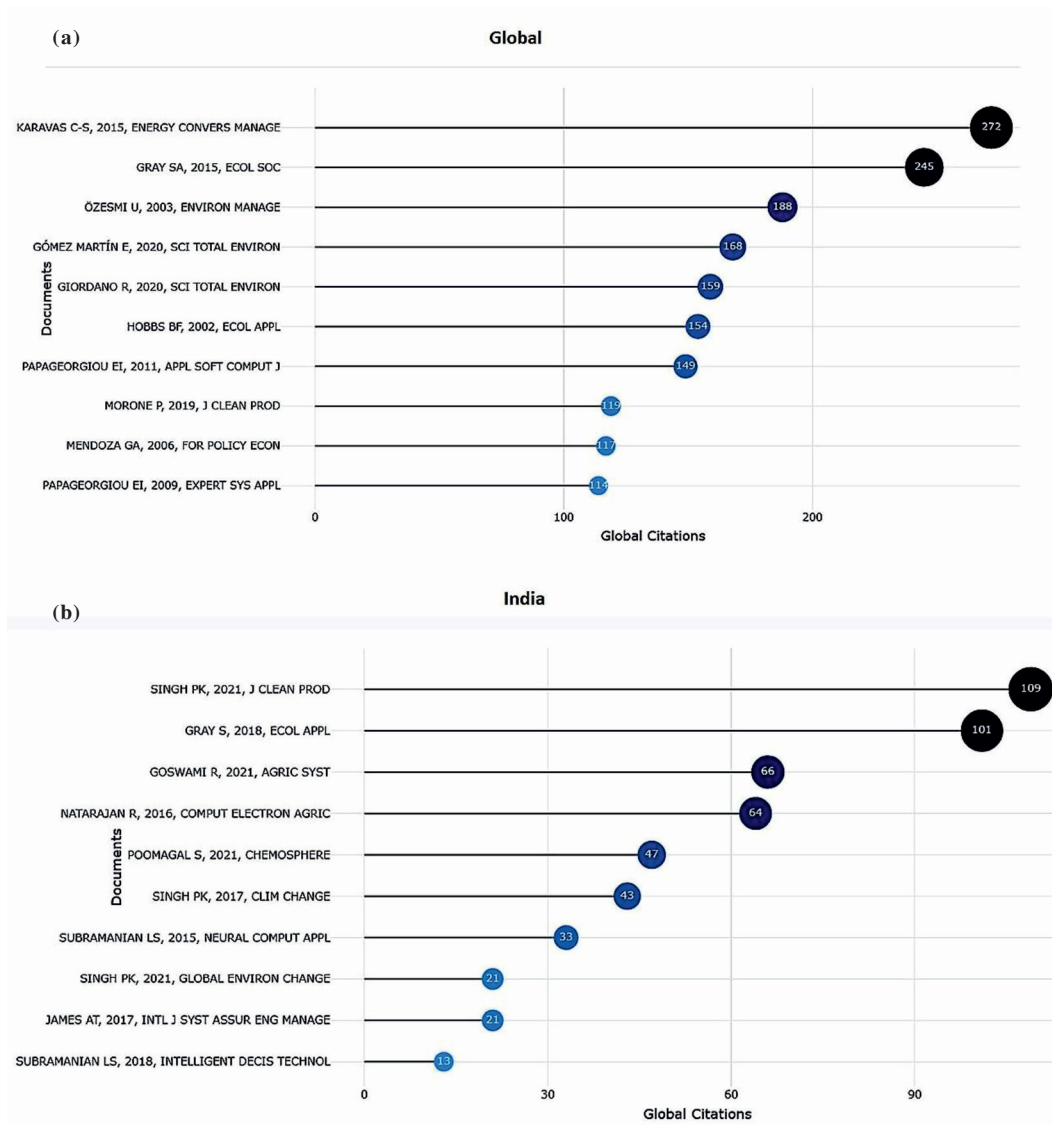 (a)
Global
KARAVAS C-S, 2015, ENERGY CONVERS MANAGE
272
GRAY SA, 2015, ECOL SOC
245
ÖZESMI U, 2003, ENVIRON MANAGE
188
GÓMEZ MARTÍN E, 2020, SCI TOTAL ENVIRON
168
GIORDANO R, 2020, SCI TOTAL ENVIRON
159
HOBBS BF, 2002, ECOL APPL
154
PAPAGEORGIOU EI, 2011, APPL SOFT COMPUT J
149
MORONE P, 2019, J CLEAN PROD
119
MENDOZA GA, 2006, FOR POLICY ECON
117
PAPAGEORGIOU EI, 2009, EXPERT SYS APPL
114
Documents
0 100 200
Global Citations
(b)
India
SINGH PK, 2021, J CLEAN PROD
109
GRAY S, 2018, ECOL APPL
101
GOSWAMI R, 2021, AGRIC SYST
66
NATARAJAN R, 2016, COMPUT ELECTRON AGRIC
64
POOMAGAL S, 2021, CHEMOSPHERE
47
SINGH PK, 2017, CLIM CHANGE
43
SUBRAMANIAN LS, 2015, NEURAL COMPUT APPL
33
SINGH PK, 2021, GLOBAL ENVIRON CHANGE
21
JAMES AT, 2017, INTL J SYST ASSUR ENG MANAGE
21
SUBRAMANIAN LS, 2018, INTELLIGENT DECIS TECHNOL
13
Documents
0 30 60 90
Global Citations